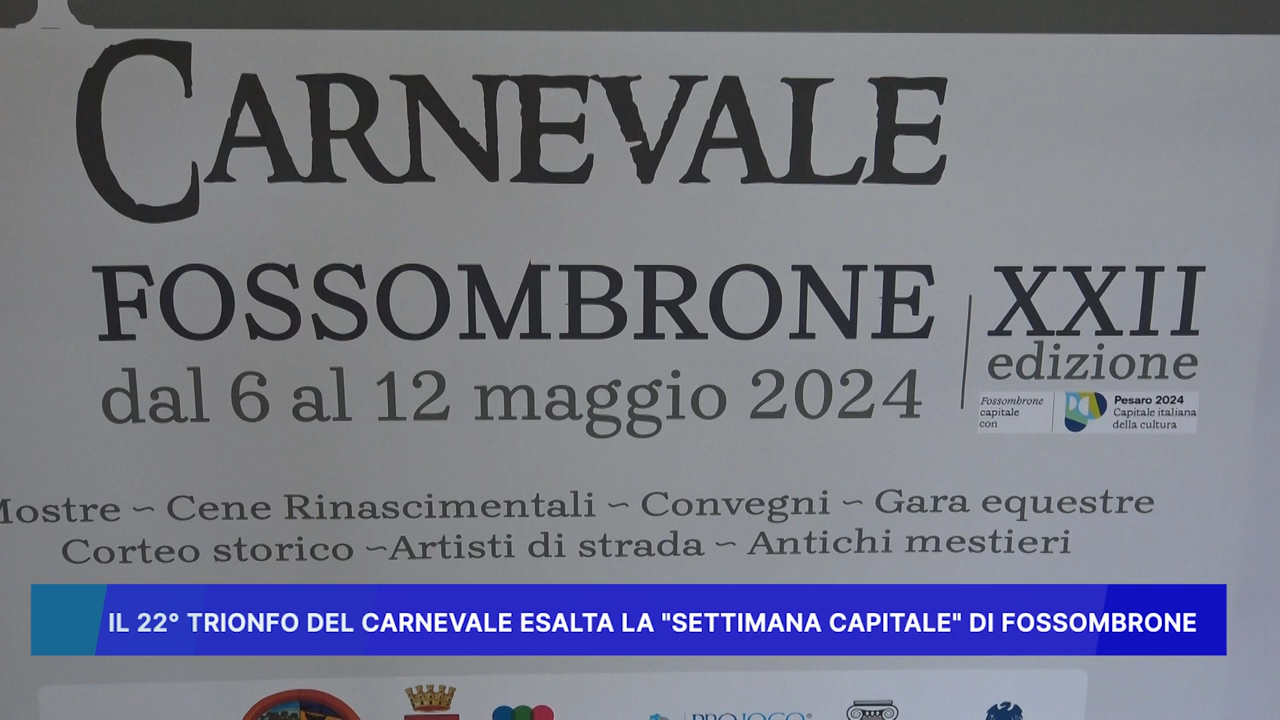 CARNEVALE
FOSSOMBRONE
dal 6 al 12 maggio 2024
XXII
edizione
Fossombrone
capitale
con
Pesaro 2024
Capitale italiana
della cultura
Mostre ~ Cene Rinascimentali ~ Convegni ~ Gara equestre
Corteo storico ~Artisti di strada ~ Antichi mestieri
IL 22° TRIONFO DEL CARNEVALE ESALTA LA "SETTIMANA CAPITALE" DI FOSSOMBRONE
PROLOCO